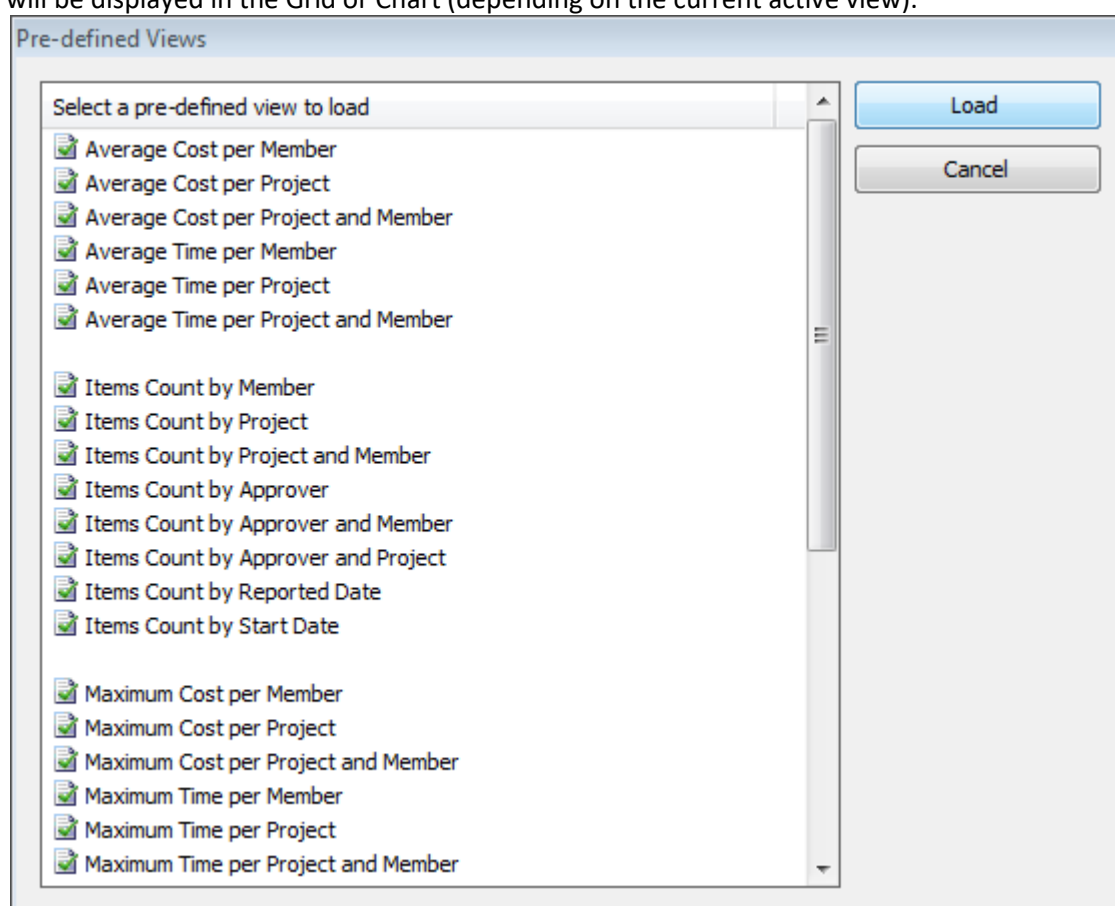 will be displayed in the Grid or Chart (depending on the current active view).
Pre-defined Views
Select a pre-defined view to load
Load
Average Cost per Member
Cancel
Average Cost per Project
Average Cost per Project and Member
Average Time per Member
Average Time per Project
Average Time per Project and Member
Items Count by Member
Items Count by Project
Items Count by Project and Member
Items Count by Approver
Items Count by Approver and Member
Items Count by Approver and Project
Items Count by Reported Date
Items Count by Start Date
Maximum Cost per Member
Maximum Cost per Project
Maximum Cost per Project and Member
Maximum Time per Member
Maximum Time per Project
Maximum Time per Project and Member